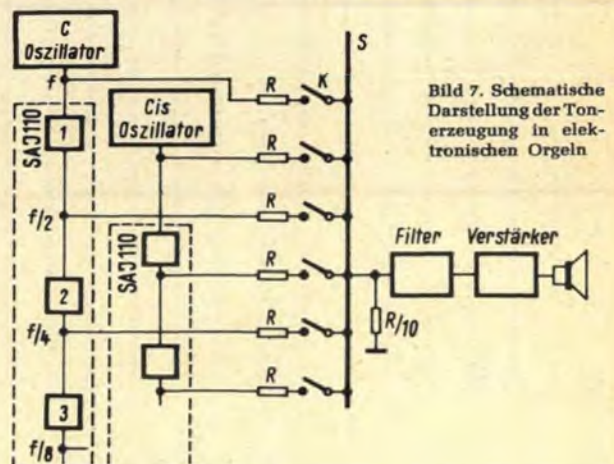 C
Oszillator
f
Cis
Oszillator
R
K
S
Bild 7. Schematische
Darstellung der Ton-
erzeugung in elek-
tronischen Orgeln
SAJ110
1
R
f/2
R
SAJ110
R
Filter
Verstärker
2
f/4
R
R/10
R
3
f/8